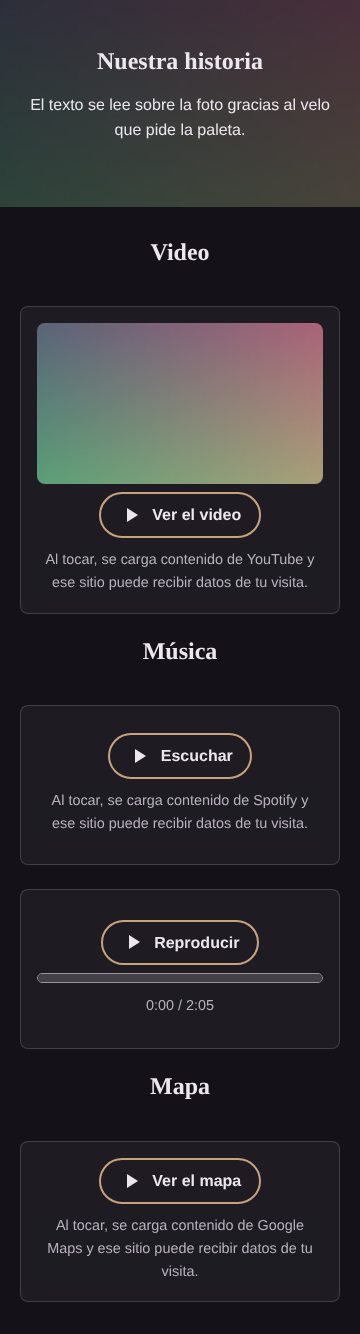 Nuestra historia
El texto se lee sobre la foto gracias al velo
que pide la paleta.
Video
Ver el video
Al tocar, se carga contenido de YouTube y
ese sitio puede recibir datos de tu visita.
Música
Escuchar
Al tocar, se carga contenido de Spotify y
ese sitio puede recibir datos de tu visita.
Reproducir
0:00 / 2:05
Mapa
Ver el mapa
Al tocar, se carga contenido de Google
Maps y ese sitio puede recibir datos de tu
visita.